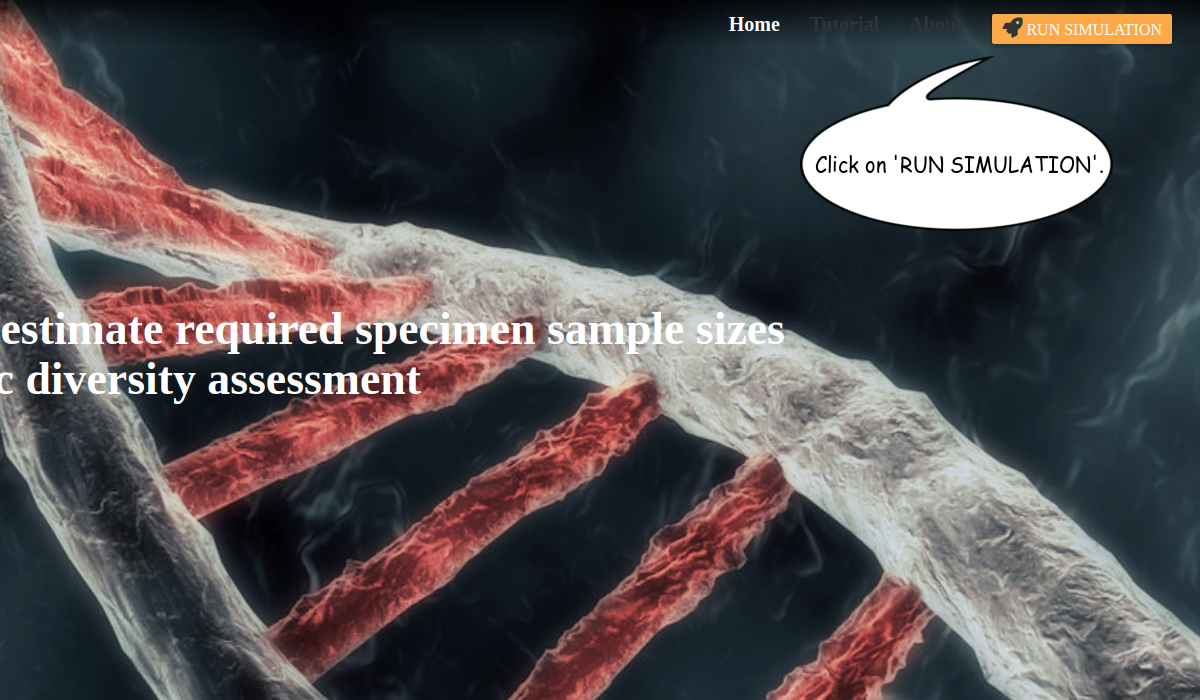 Home Tutorial About RUN SIMULATION
Click on 'RUN SIMULATION'.
estimate required specimen sample sizes
c diversity assessment